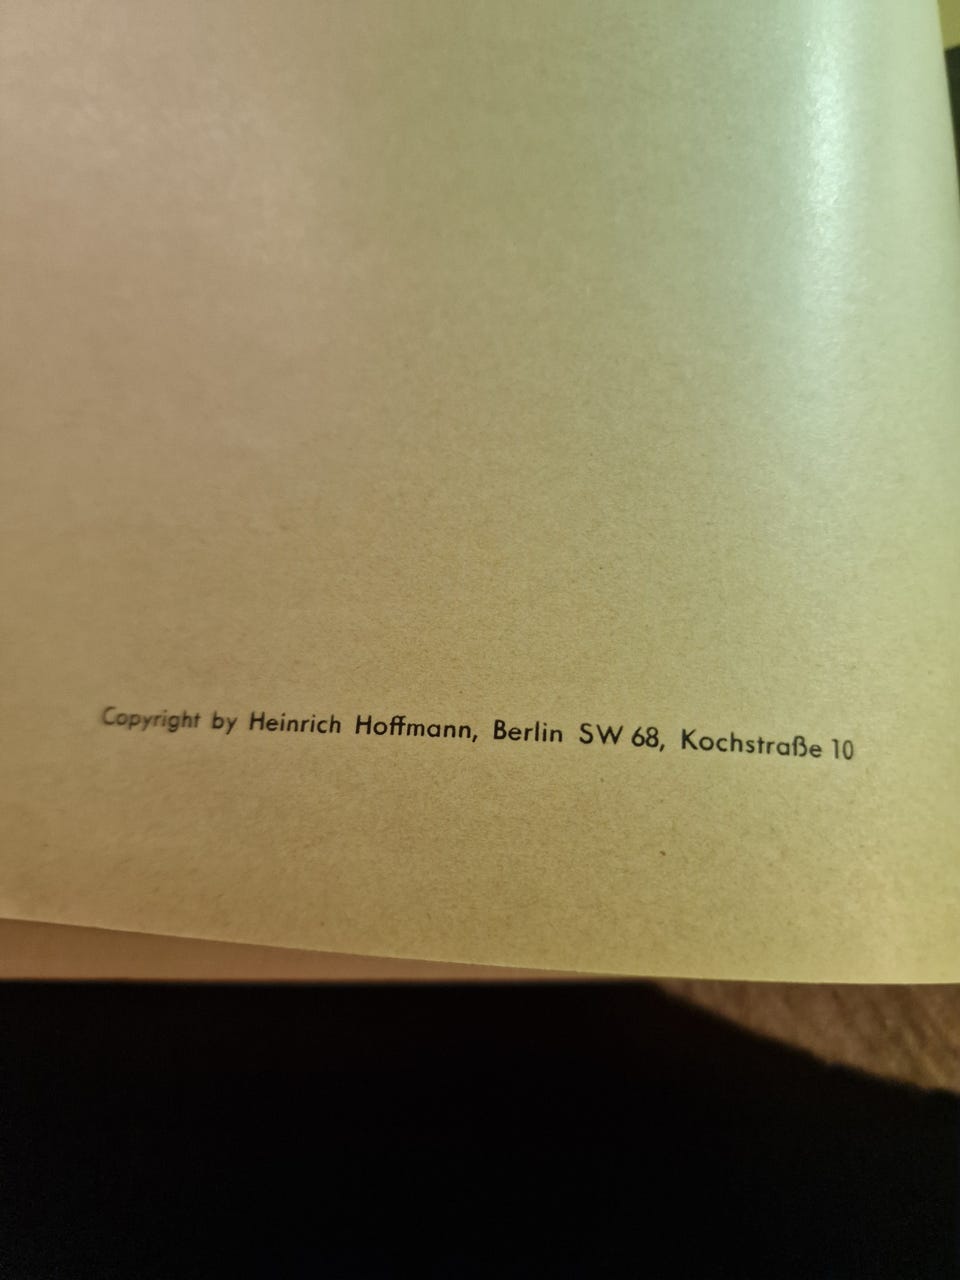 Copyright by Heinrich Hoffmann, Berlin SW 68, Kochstraße 10